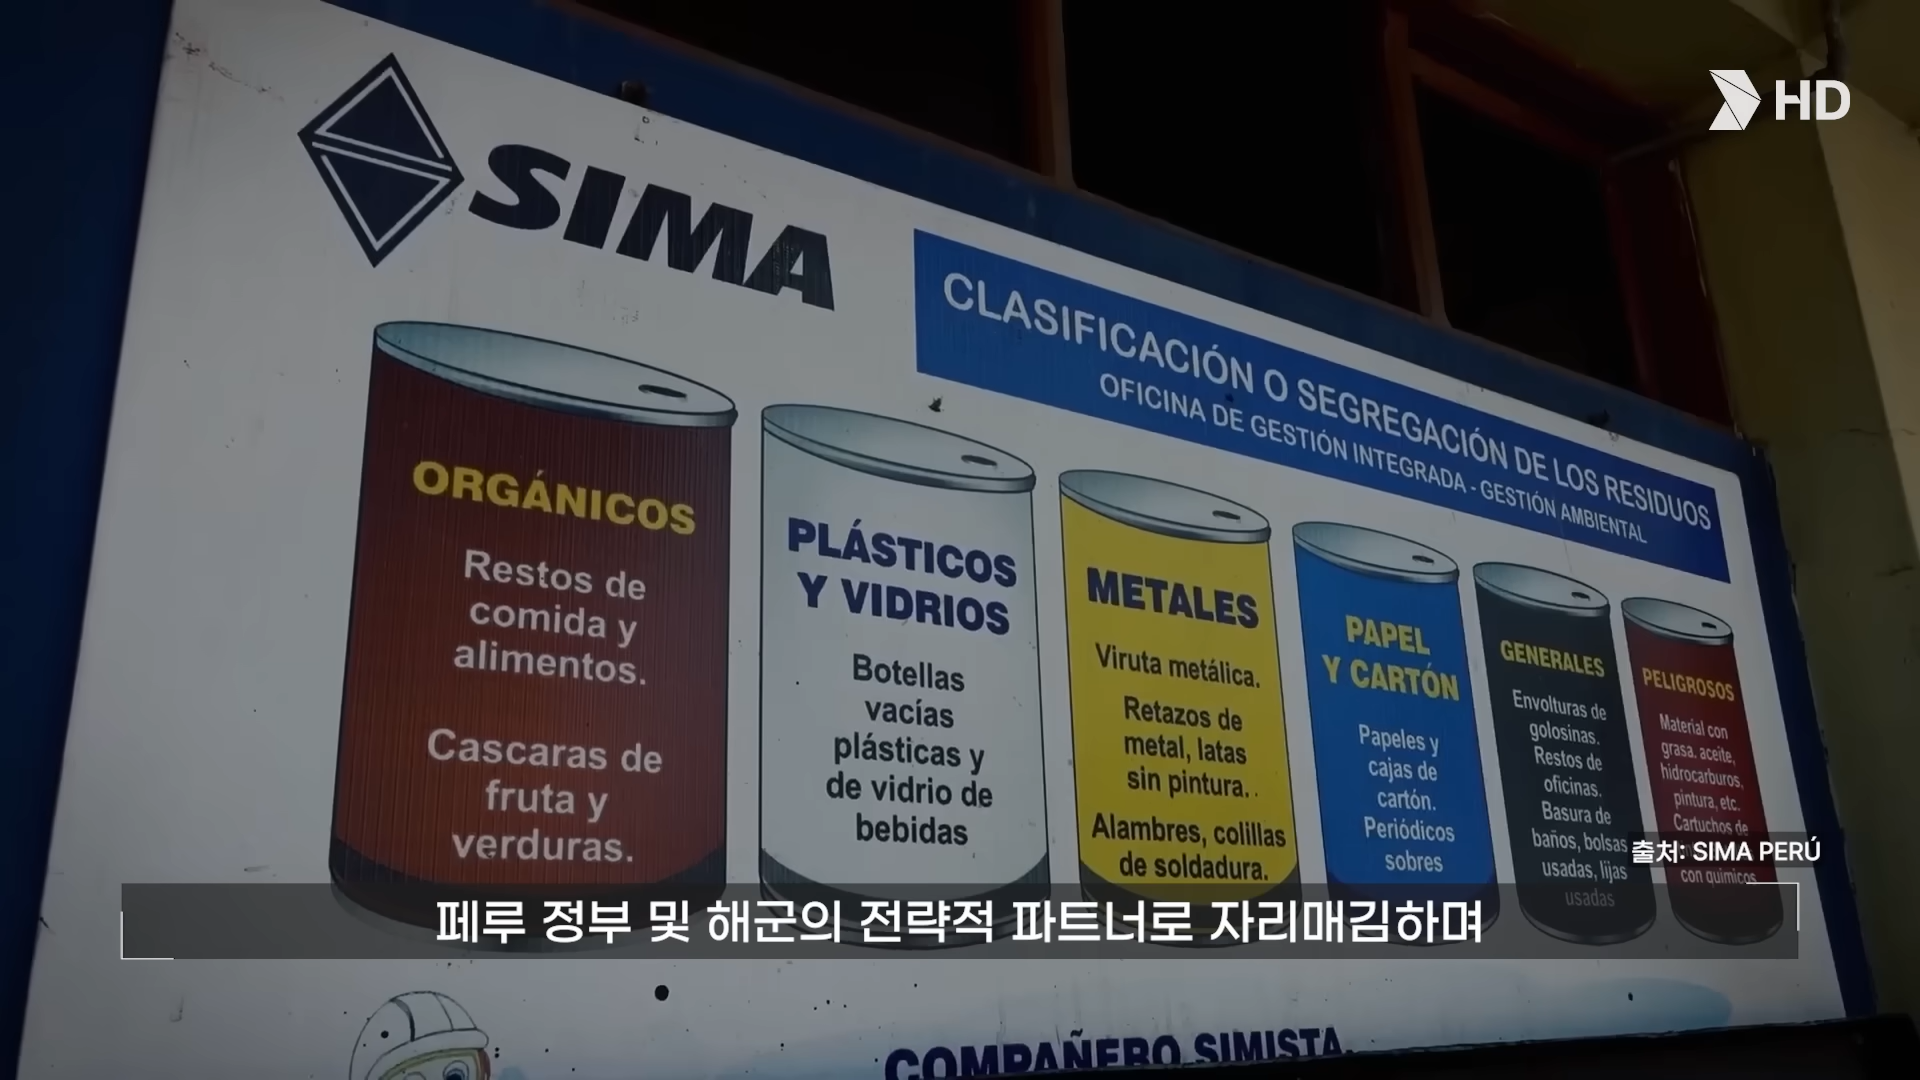 HD
SIMA
CLASIFICACIÓN O SEGREGACIÓN DE LOS RESIDUOS
OFICINA DE GESTIÓN INTEGRADA - GESTIÓN AMBIENTAL
ORGÁNICOS
Restos de
comida y
alimentos.
Cascaras de
fruta y
verduras.
PLÁSTICOS
Y VIDRIOS
Botellas
vacías
plásticas y
de vidrio de
bebidas
METALES
Viruta metálica.
Retazos de
metal, latas
sin pintura.
Alambres, colillas
de soldadura.
PAPEL
Y CARTÓN
Papeles y
cajas de
cartón.
Periódicos
sobres
GENERALES
Envolturas de
golosinas.
Restos de
oficinas.
Basura de
baños, bolsas
usadas, lijas
usadas
PELIGROSOS
Material con
grasa. aceite,
hidrocarburos,
pintura, etc.
Cartuchos de
con quimicos
출처: SIMA PERÚ
페루 정부 및 해군의 전략적 파트너로 자리매김하며
COMPAÑERO SIMISTA